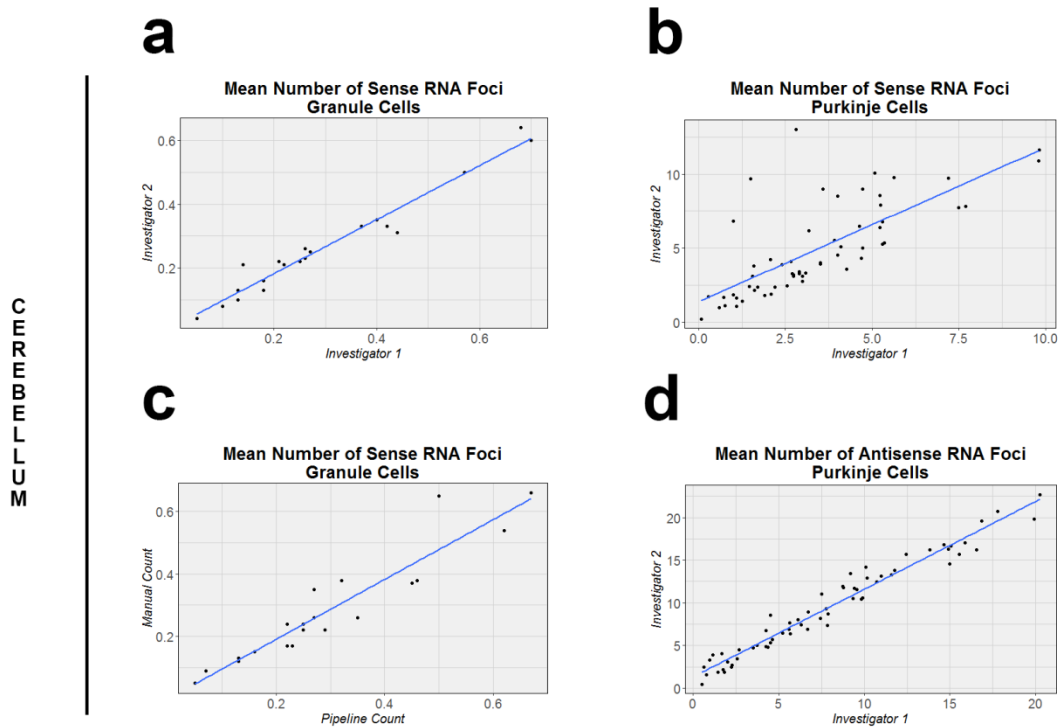 a
Mean Number of Sense RNA Foci
Granule Cells
Investigator 2
0.6
0.4
0.2
0.2
0.4
0.6
Investigator 1
b
Mean Number of Sense RNA Foci
Purkinje Cells
Investigator 2
10
5
0
0.0
2.5
5.0
7.5
10.0
Investigator 1
CEREBELLUM
c
Mean Number of Sense RNA Foci
Granule Cells
Manual Count
0.6
0.4
0.2
0.2
0.4
0.6
Pipeline Count
d
Mean Number of Antisense RNA Foci
Purkinje Cells
Investigator 2
20
15
10
5
0
0
5
10
15
20
Investigator 1